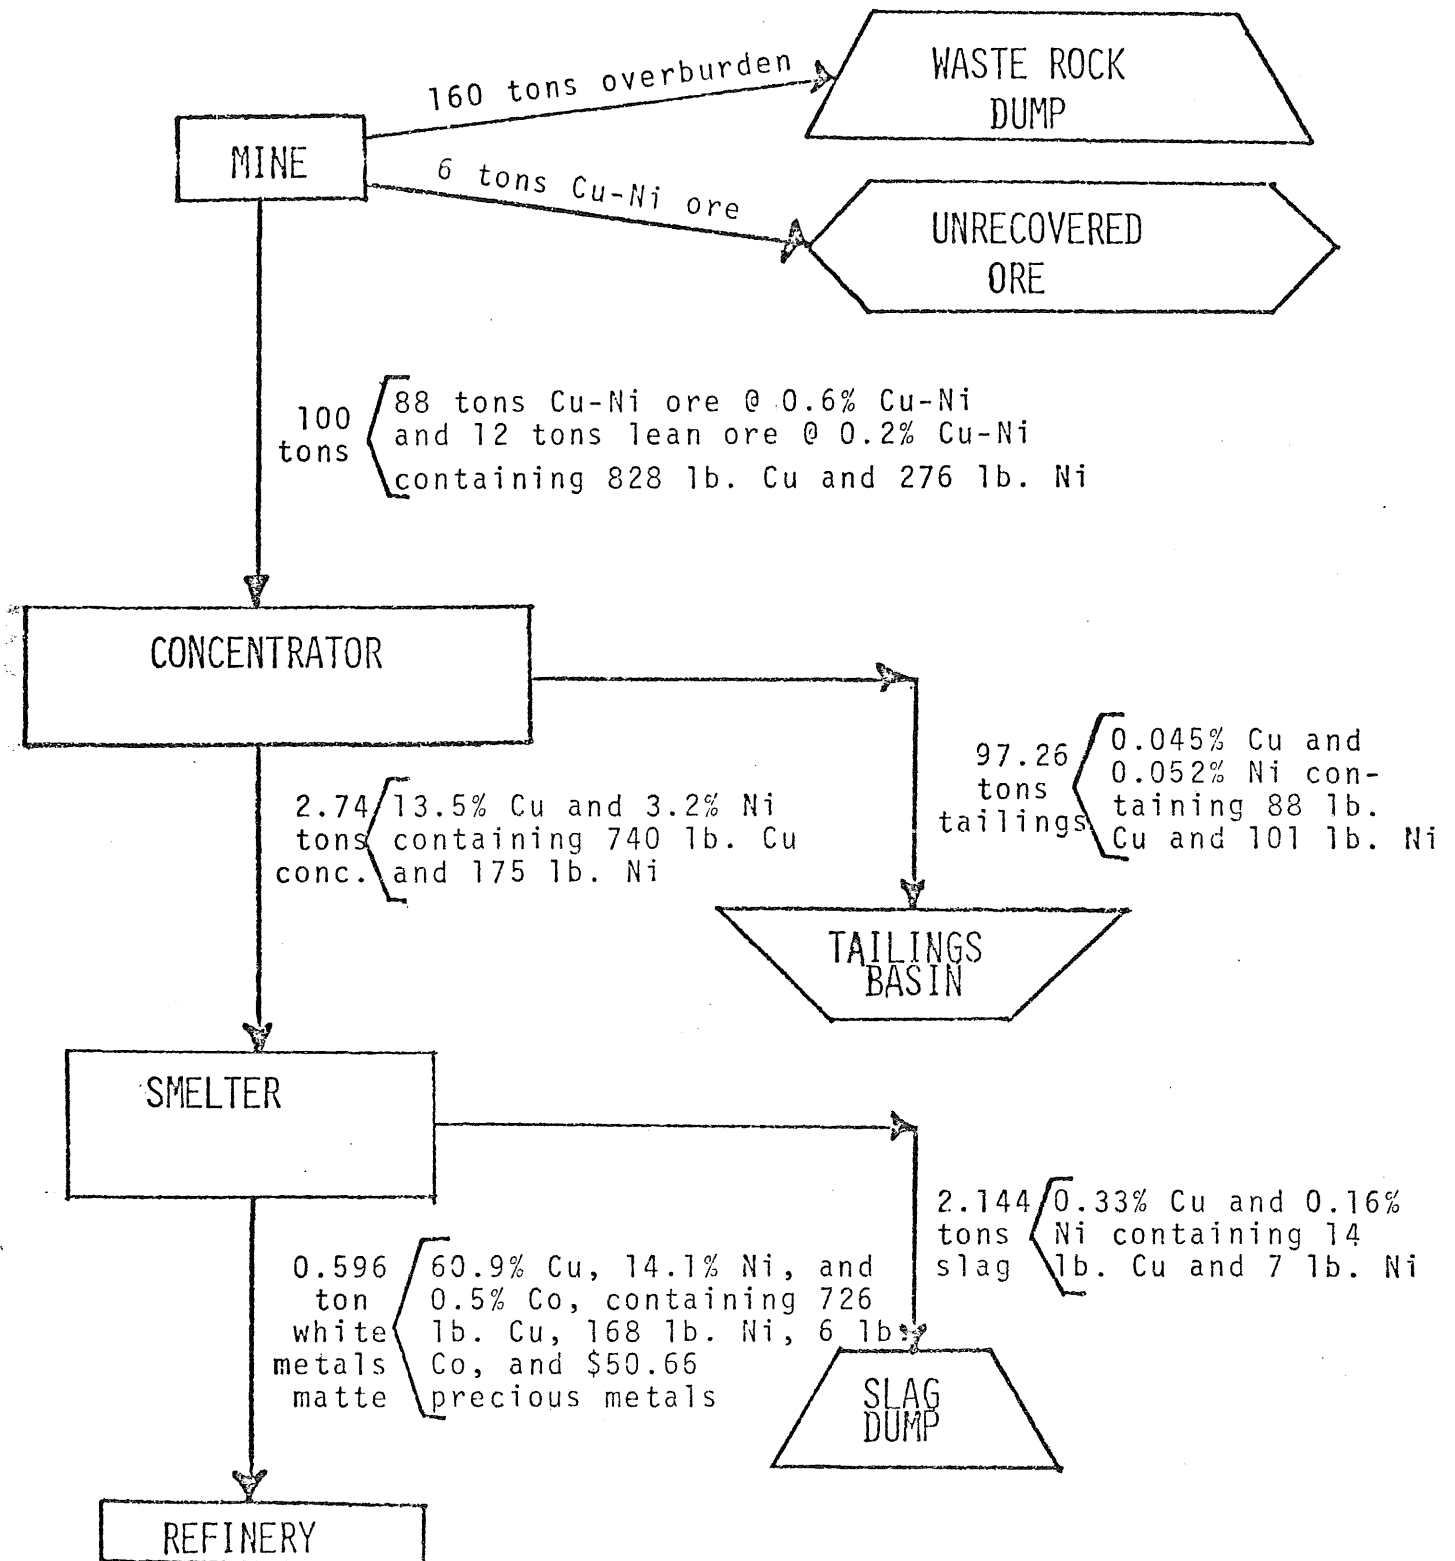 160 tons overburden
WASTE ROCK
DUMP
MINE
6 tons Cu-Ni ore
UNRECOVERED
ORE
100
tons
88 tons Cu-Ni ore @ 0.6% Cu-Ni
and 12 tons lean ore @ 0.2% Cu-Ni
containing 828 lb. Cu and 276 lb. Ni
CONCENTRATOR
97.26
tons
tailings
0.045% Cu and
0.052% Ni con-
taining 88 lb.
Cu and 101 lb. Ni
2.74
tons
conc.
13.5% Cu and 3.2% Ni
containing 740 lb. Cu
and 175 lb. Ni
TAILINGS
BASIN
SMELTER
2.144
tons
slag
0.33% Cu and 0.16%
Ni containing 14
lb. Cu and 7 lb. Ni
0.596
ton
white
metals
matte
60.9% Cu, 14.1% Ni, and
0.5% Co, containing 726
lb. Cu, 168 lb. Ni, 6 lb.
Co, and $50.66
precious metals
SLAG
DUMP
REFINERY